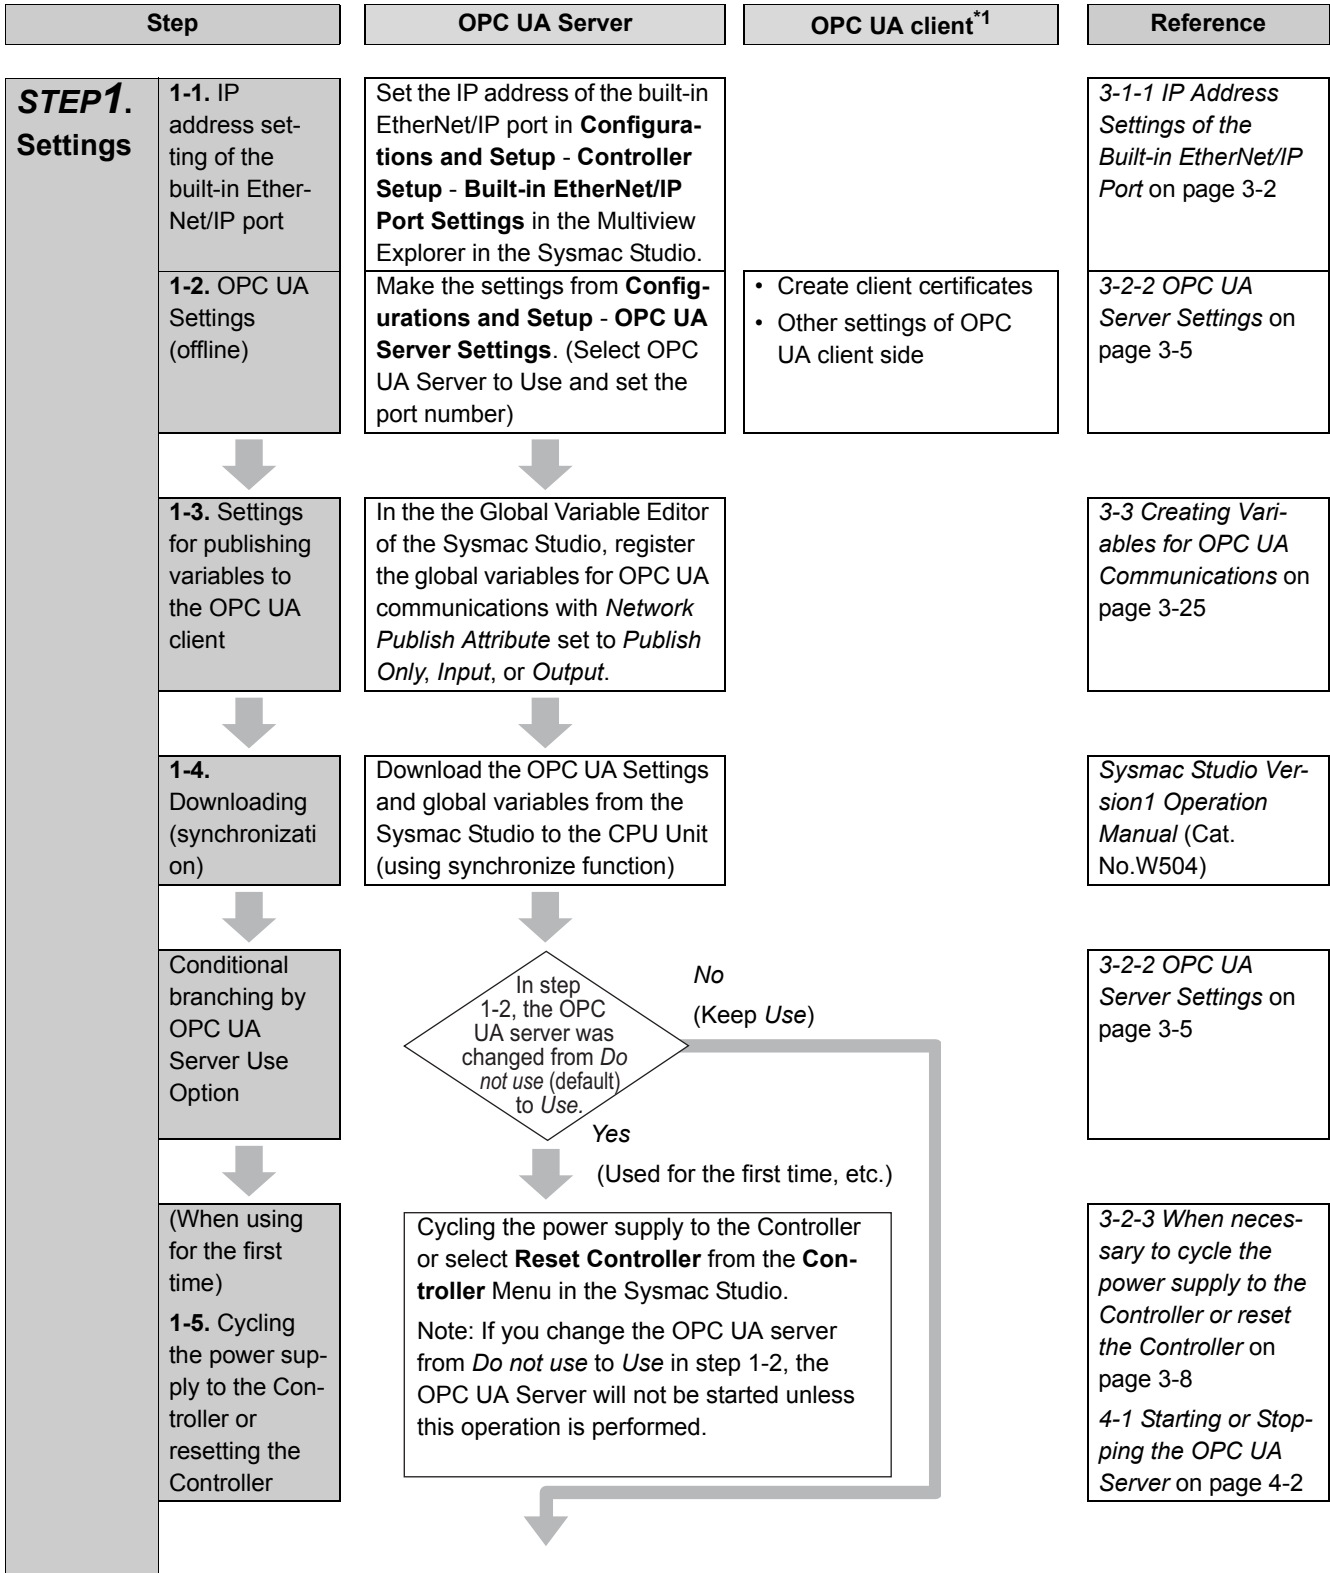 Step
OPC UA Server
OPC UA client*1
Reference
STEP1.
Settings
1-1. IP
address set-
ting of the
built-in Ether-
Net/IP port
Set the IP address of the built-in
EtherNet/IP port in Configura-
tions and Setup - Controller
Setup - Built-in EtherNet/IP
Port Settings in the Multiview
Explorer in the Sysmac Studio.
3-1-1 IP Address
Settings of the
Built-in EtherNet/IP
Port on page 3-2
1-2. OPC UA
Settings
(offline)
Make the settings from Config-
urations and Setup - OPC UA
Server Settings. (Select OPC
UA Server to Use and set the
port number)
• Create client certificates
• Other settings of OPC
UA client side
3-2-2 OPC UA
Server Settings on
page 3-5
1-3. Settings
for publishing
variables to
the OPC UA
client
In the the Global Variable Editor
of the Sysmac Studio, register
the global variables for OPC UA
communications with Network
Publish Attribute set to Publish
Only, Input, or Output.
3-3 Creating Vari-
ables for OPC UA
Communications on
page 3-25
1-4.
Downloading
(synchronizati
on)
Download the OPC UA Settings
and global variables from the
Sysmac Studio to the CPU Unit
(using synchronize function)
Sysmac Studio Ver-
sion1 Operation
Manual (Cat.
No.W504)
Conditional
branching by
OPC UA
Server Use
Option
In step
1-2, the OPC
UA server was
changed from Do
not use (default)
to Use.
No
(Keep Use)
Yes
(Used for the first time, etc.)
3-2-2 OPC UA
Server Settings on
page 3-5
(When using
for the first
time)
1-5. Cycling
the power sup-
ply to the Con-
troller or
resetting the
Controller
Cycling the power supply to the Controller
or select Reset Controller from the Con-
troller Menu in the Sysmac Studio.
Note: If you change the OPC UA server
from Do not use to Use in step 1-2, the
OPC UA Server will not be started unless
this operation is performed.
3-2-3 When neces-
sary to cycle the
power supply to the
Controller or reset
the Controller on
page 3-8
4-1 Starting or Stop-
ping the OPC UA
Server on page 4-2